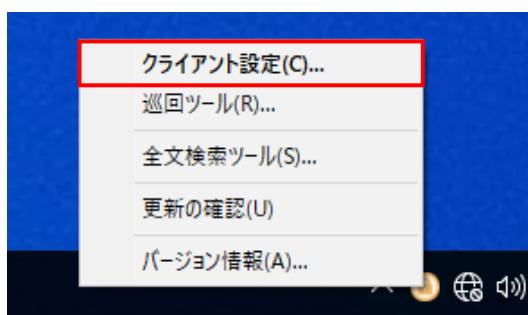 クライアント設定(C)...
巡回ツール(R)...
全文検索ツール(S)...
更新の確認(U)
バージョン情報(A)...